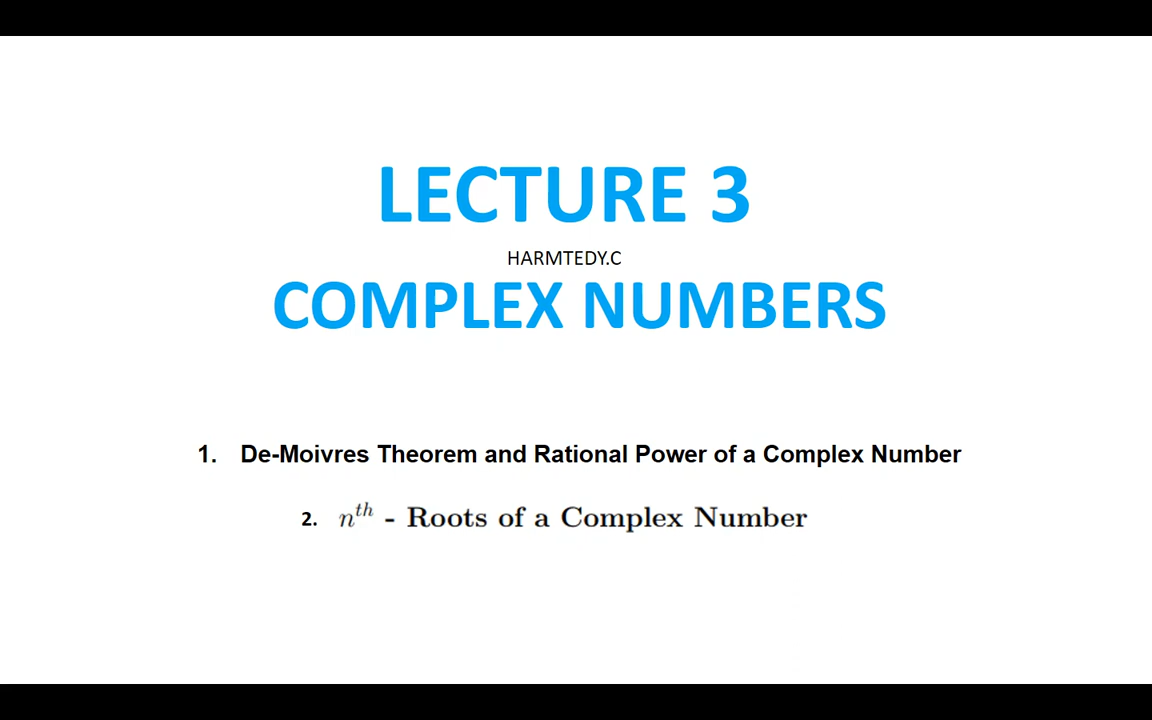 LECTURE 3
HARMTEDY.C
COMPLEX NUMBERS
1. De-Moivres Theorem and Rational Power of a Complex Number
2. n^th - Roots of a Complex Number